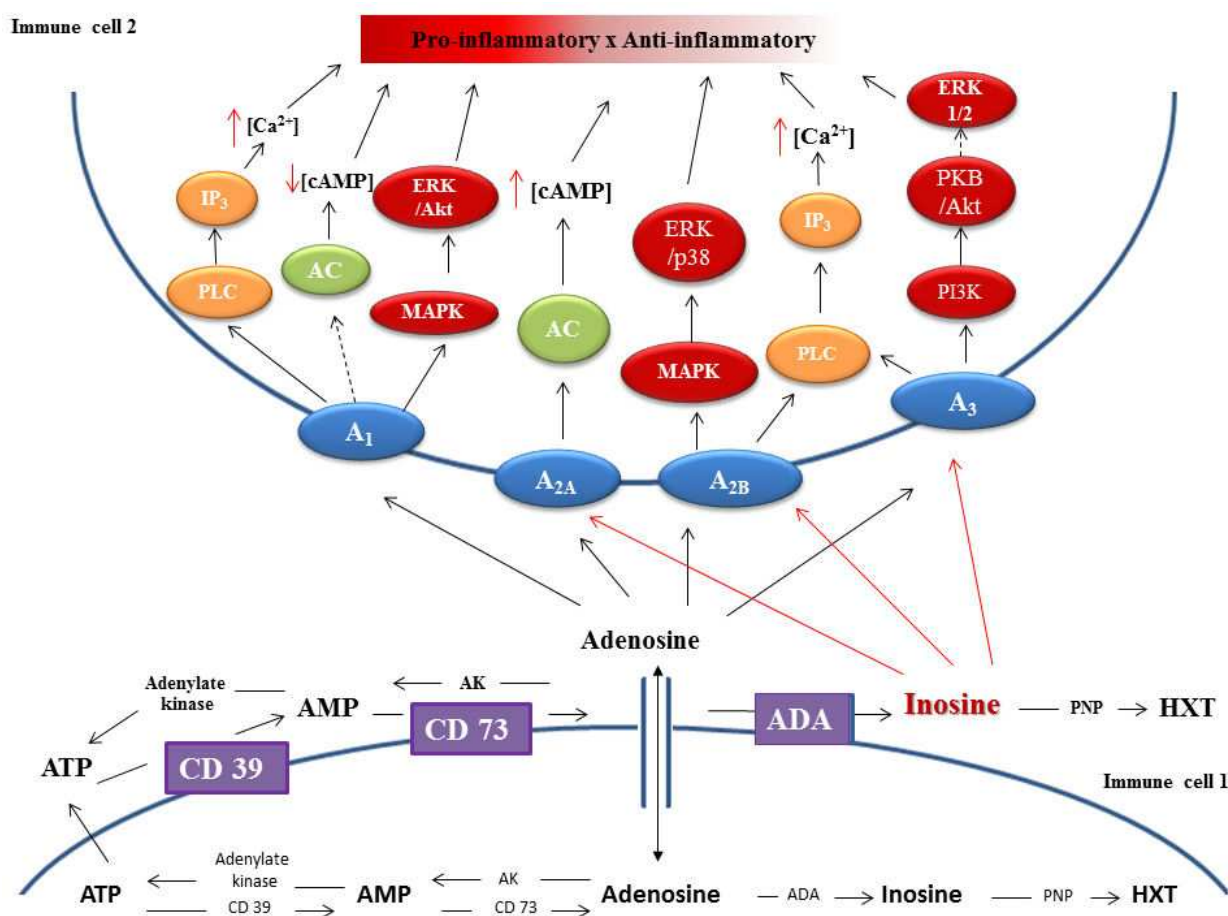 Immune cell 2
Pro-inflammatory x Anti-inflammatory
[Ca²⁺]
[cAMP]
IP₃
PLC
AC
ERK
/Akt
MAPK
[cAMP]
AC
ERK
/p38
MAPK
[Ca²⁺]
IP₃
PLC
ERK
1/2
PKB
/Akt
PI3K
A₁
A₂A
A₂B
A₃
Adenosine
Adenylate
kinase
AMP
AK
CD 73
ADA
Inosine
PNP
HXT
ATP
CD 39
Immune cell 1
ATP
Adenylate
kinase
CD 39
AMP
AK
CD 73
Adenosine
ADA
Inosine
PNP
HXT